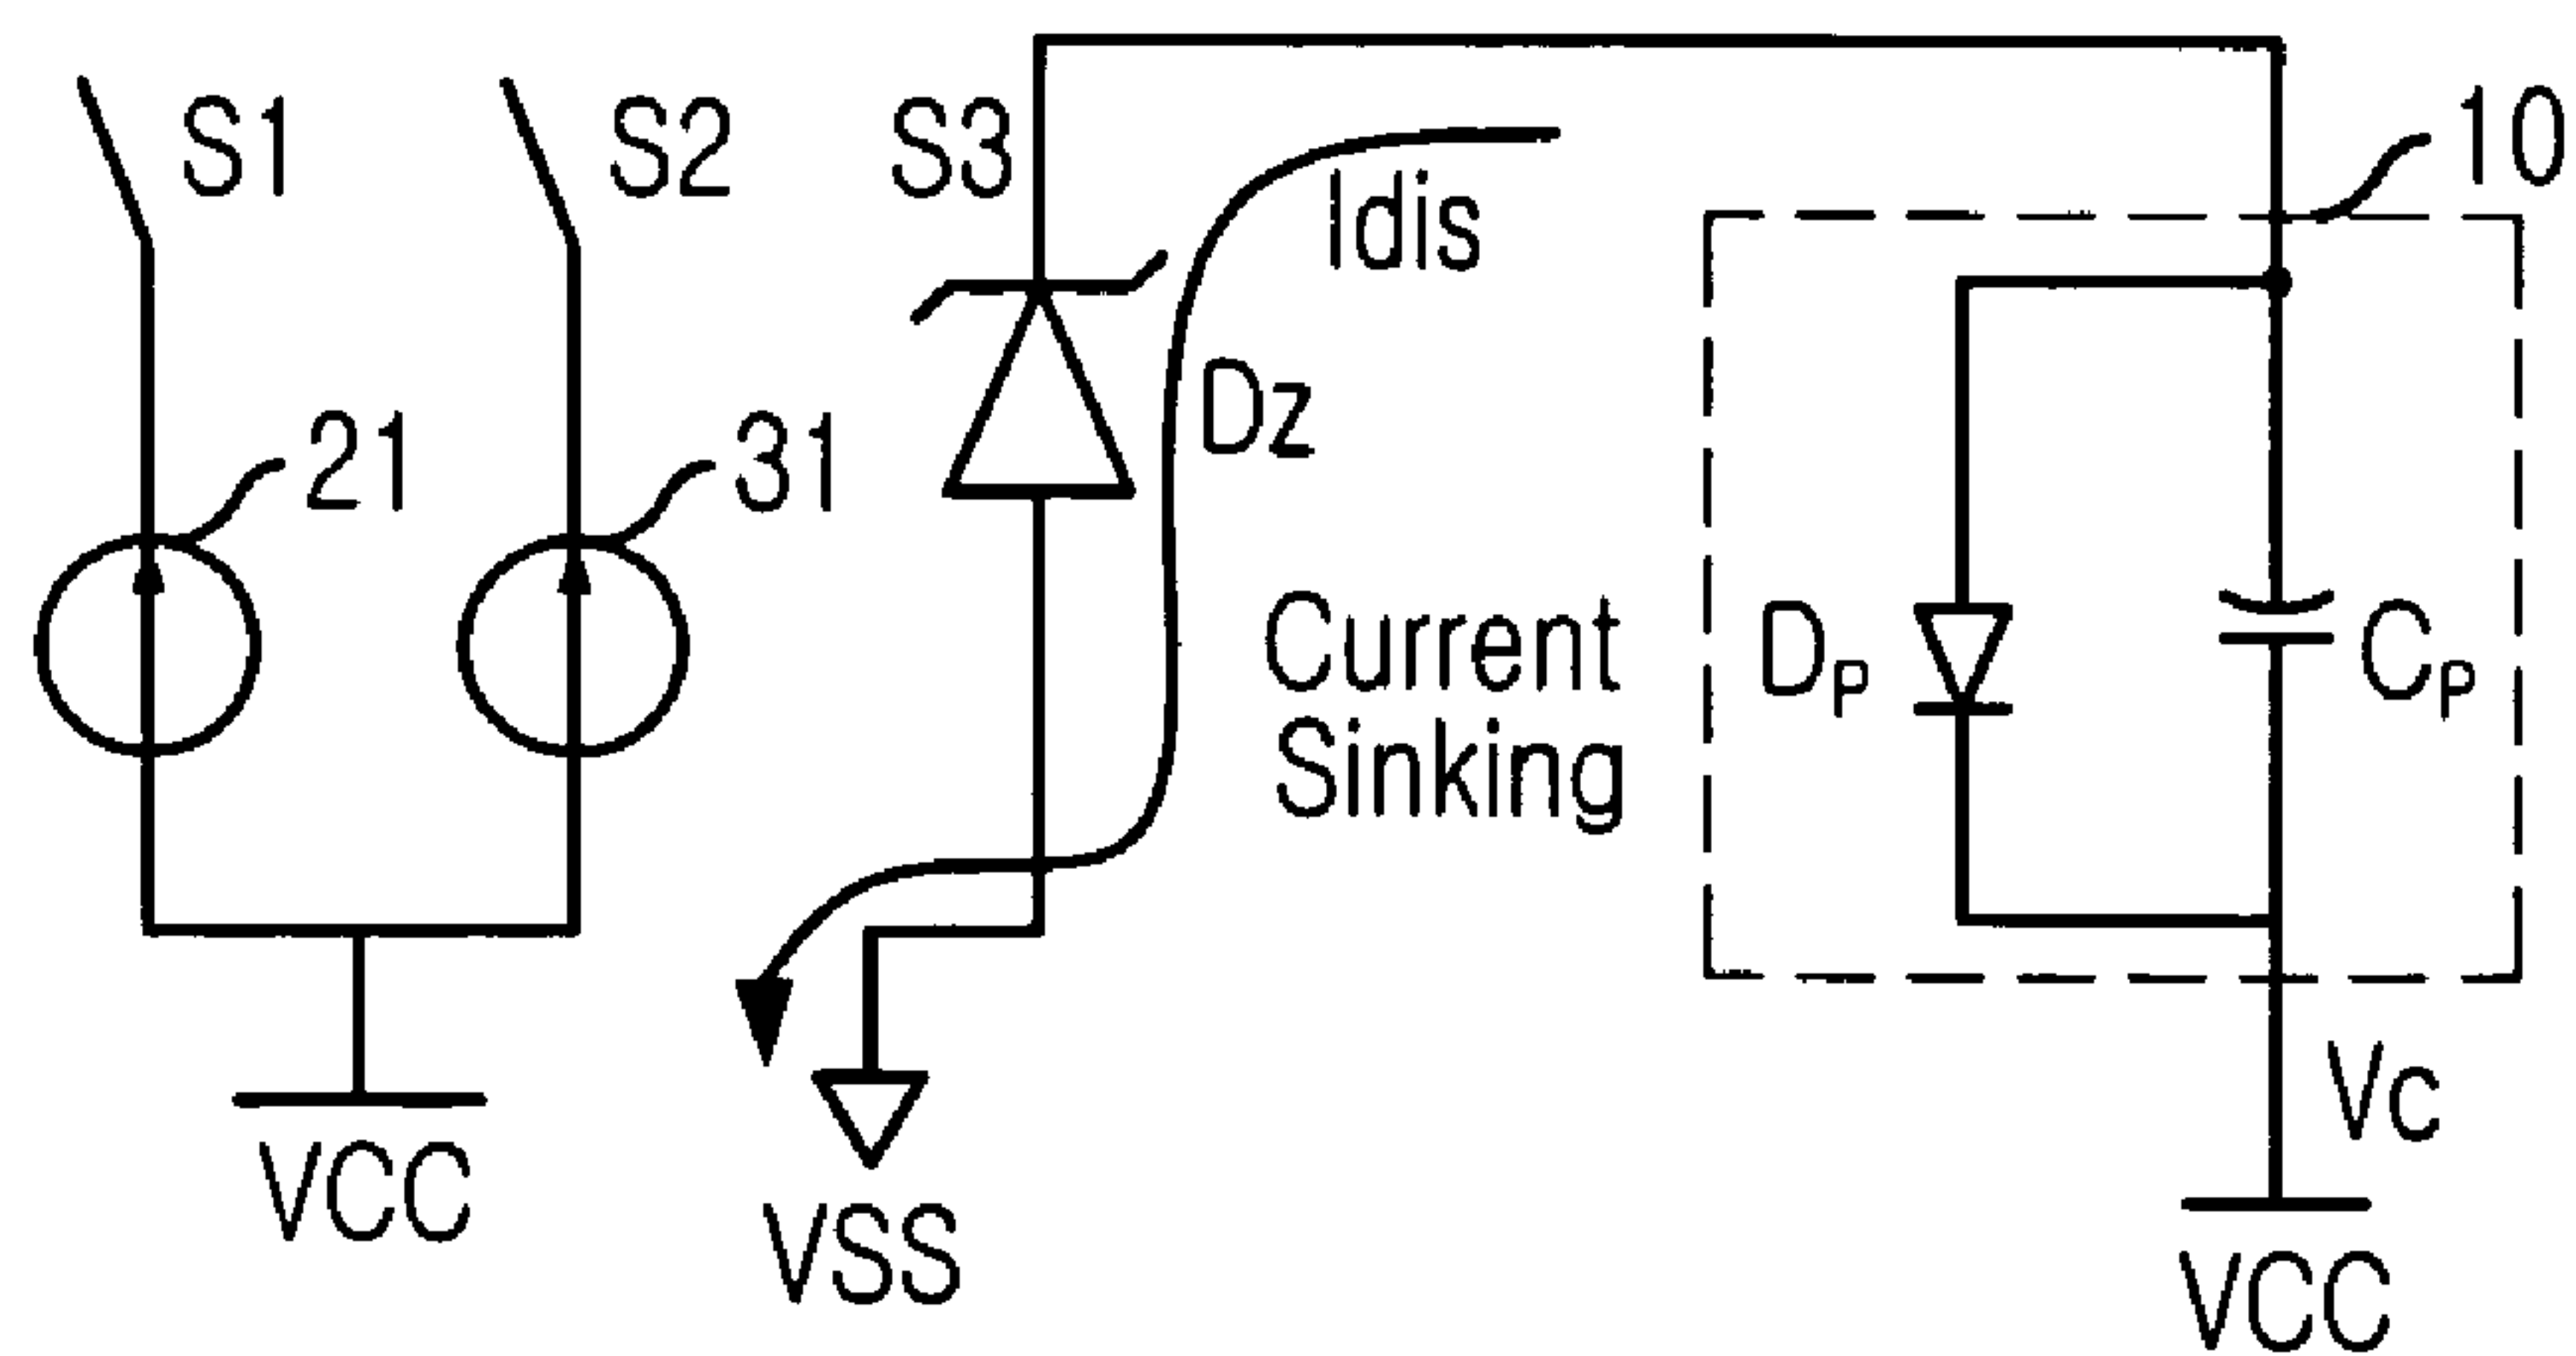 S1
S2
S3
10
Idis
21
31
Dz
Current
Sinking
DP
CP
Vc
VCC
VSS
VCC